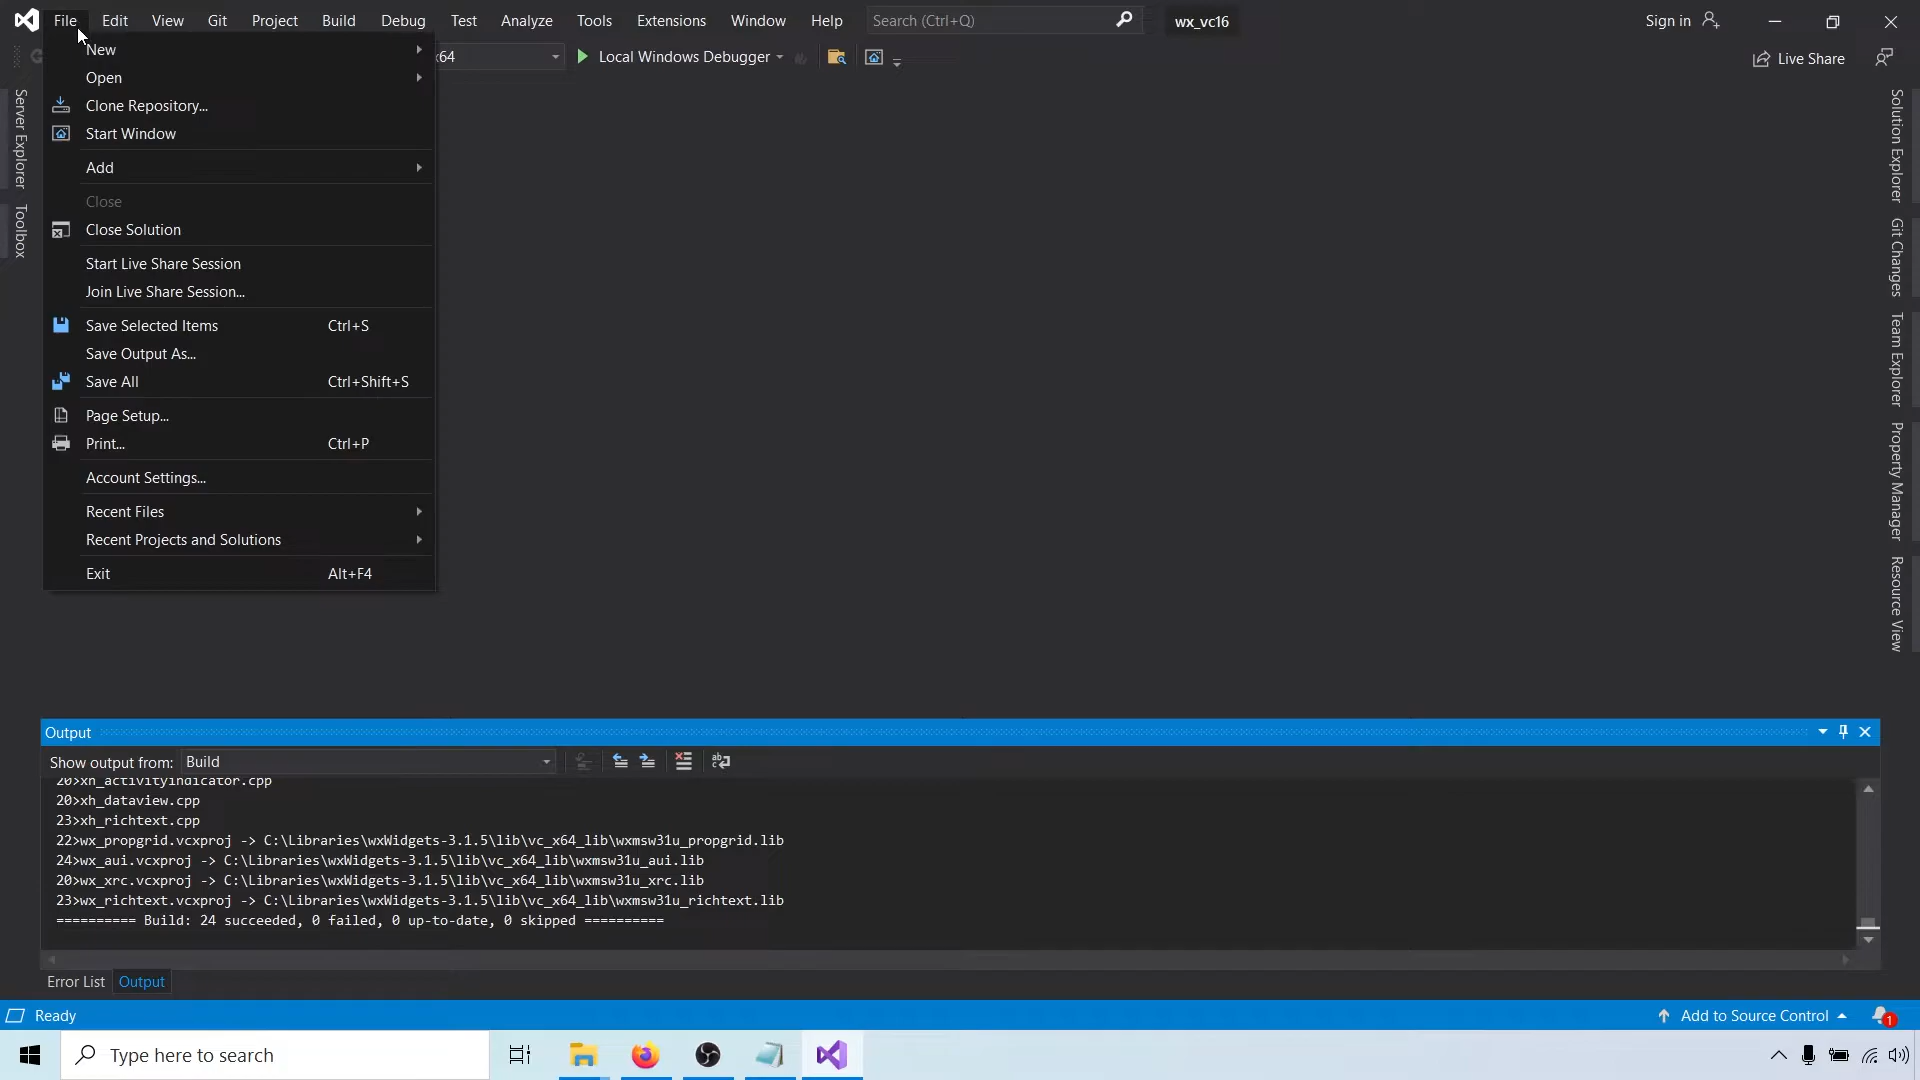 File Edit View Git Project Build Debug Test Analyze Tools Extensions Window Help Search (Ctrl+Q) wx_vc16 Sign in
x64 Local Windows Debugger Live Share
New
Open
Clone Repository...
Start Window
Add
Close
Close Solution
Start Live Share Session
Join Live Share Session...
Save Selected Items Ctrl+S
Save Output As...
Save All Ctrl+Shift+S
Page Setup...
Print... Ctrl+P
Account Settings...
Recent Files
Recent Projects and Solutions
Exit Alt+F4
Server Explorer
Toolbox
Solution Explorer
Git Changes
Team Explorer
Property Manager
Resource View
Output
Show output from: Build
20>xh_activityindicator.cpp
20>xh_dataview.cpp
23>xh_richtext.cpp
22>wx_propgrid.vcxproj -> C:\Libraries\wxWidgets-3.1.5\lib\vc_x64_lib\wxmsw31u_propgrid.lib
24>wx_aui.vcxproj -> C:\Libraries\wxWidgets-3.1.5\lib\vc_x64_lib\wxmsw31u_aui.lib
20>wx_xrc.vcxproj -> C:\Libraries\wxWidgets-3.1.5\lib\vc_x64_lib\wxmsw31u_xrc.lib
23>wx_richtext.vcxproj -> C:\Libraries\wxWidgets-3.1.5\lib\vc_x64_lib\wxmsw31u_richtext.lib
========== Build: 24 succeeded, 0 failed, 0 up-to-date, 0 skipped ==========
Error List Output
Ready Add to Source Control 1
Type here to search